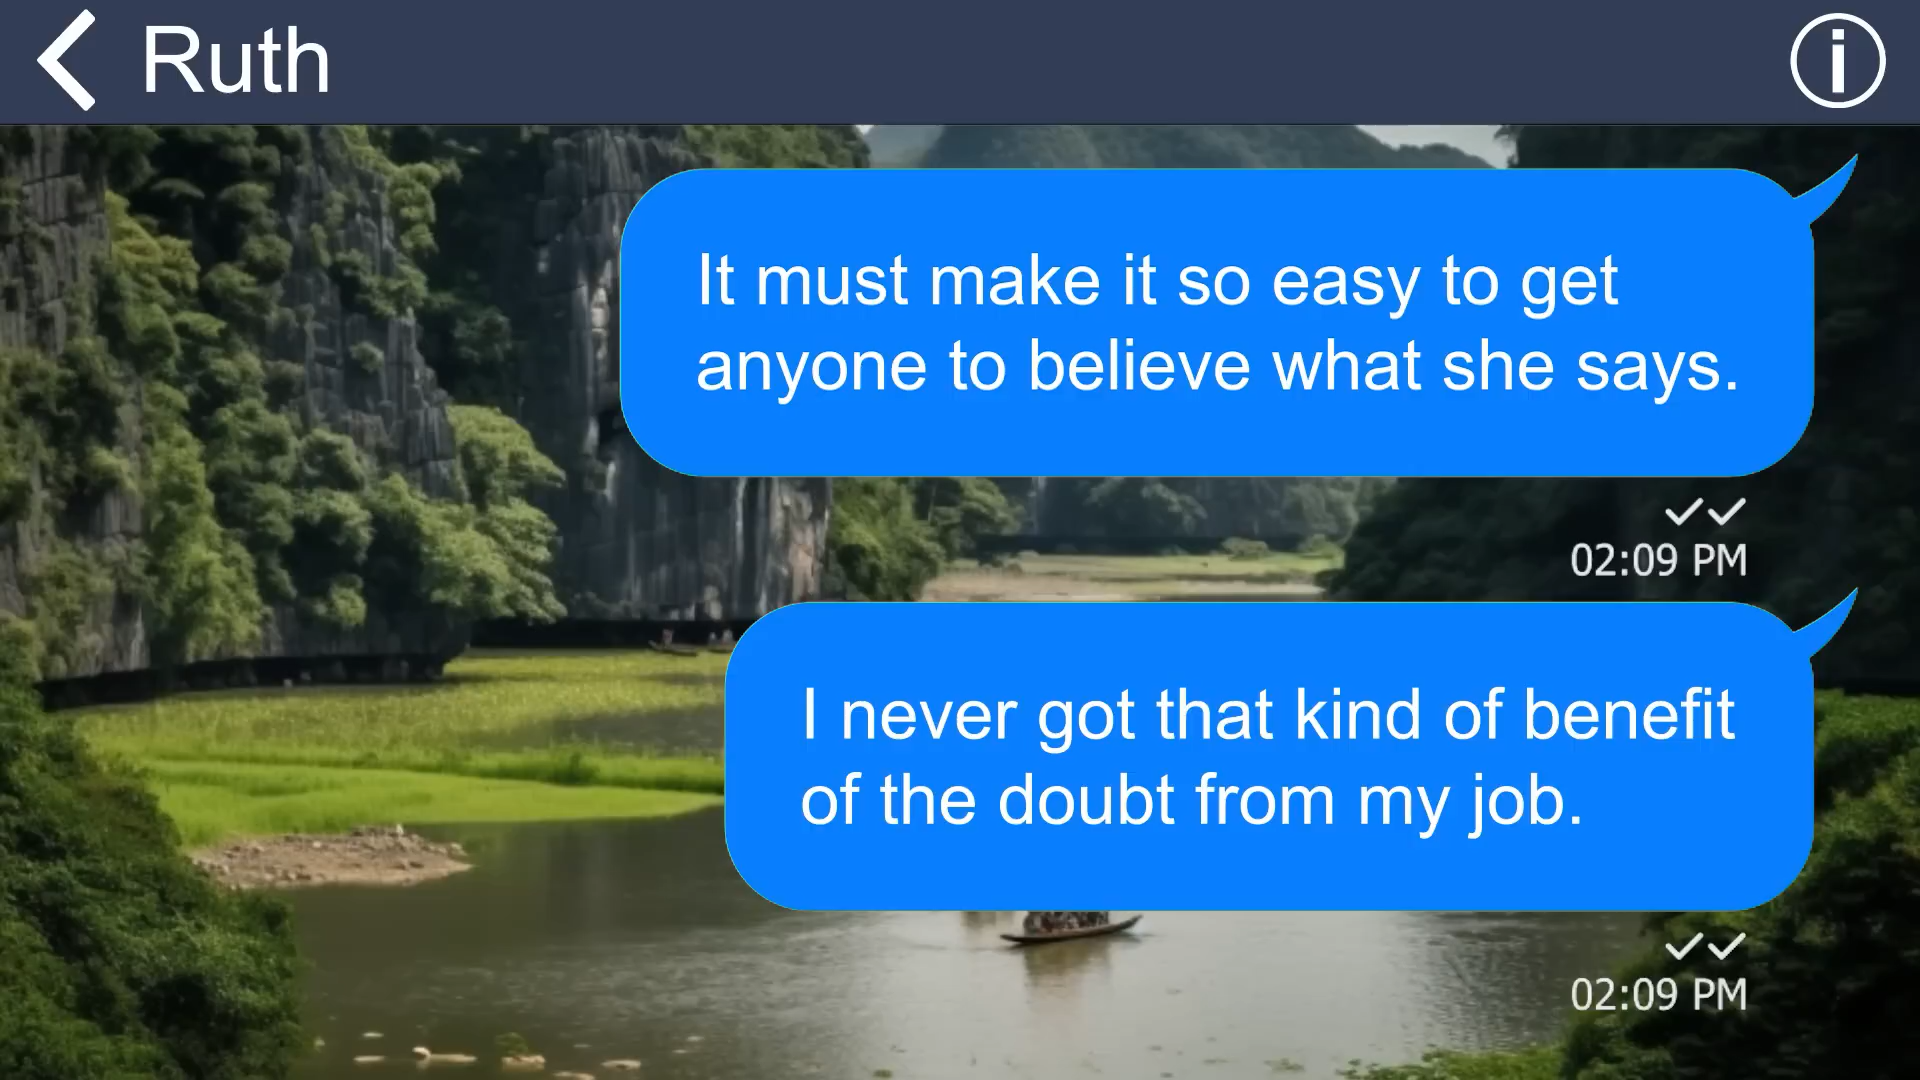 Ruth
It must make it so easy to get
anyone to believe what she says.
02:09 PM
I never got that kind of benefit
of the doubt from my job.
02:09 PM